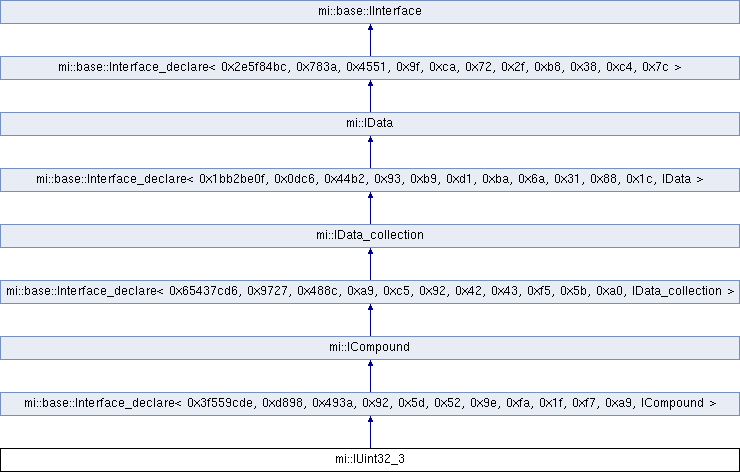 mi::base::IInterface
mi::base::Interface_declare< 0x2e5f84bc, 0x783a, 0x4551, 0x9f, 0xca, 0x72, 0x2f, 0xb8, 0x38, 0xc4, 0x7c >
mi::IData
mi::base::Interface_declare< 0x1bb2be0f, 0x0dc6, 0x44b2, 0x93, 0xb9, 0xd1, 0xba, 0x6a, 0x31, 0x88, 0x1c, IData >
mi::IData_collection
mi::base::Interface_declare< 0x65437cd6, 0x9727, 0x488c, 0xa9, 0xc5, 0x92, 0x42, 0x43, 0xf5, 0x5b, 0xa0, IData_collection >
mi::ICompound
mi::base::Interface_declare< 0x3f559cde, 0xd898, 0x493a, 0x92, 0x5d, 0x52, 0x9e, 0xfa, 0x1f, 0xf7, 0xa9, ICompound >
mi::IUint32_3